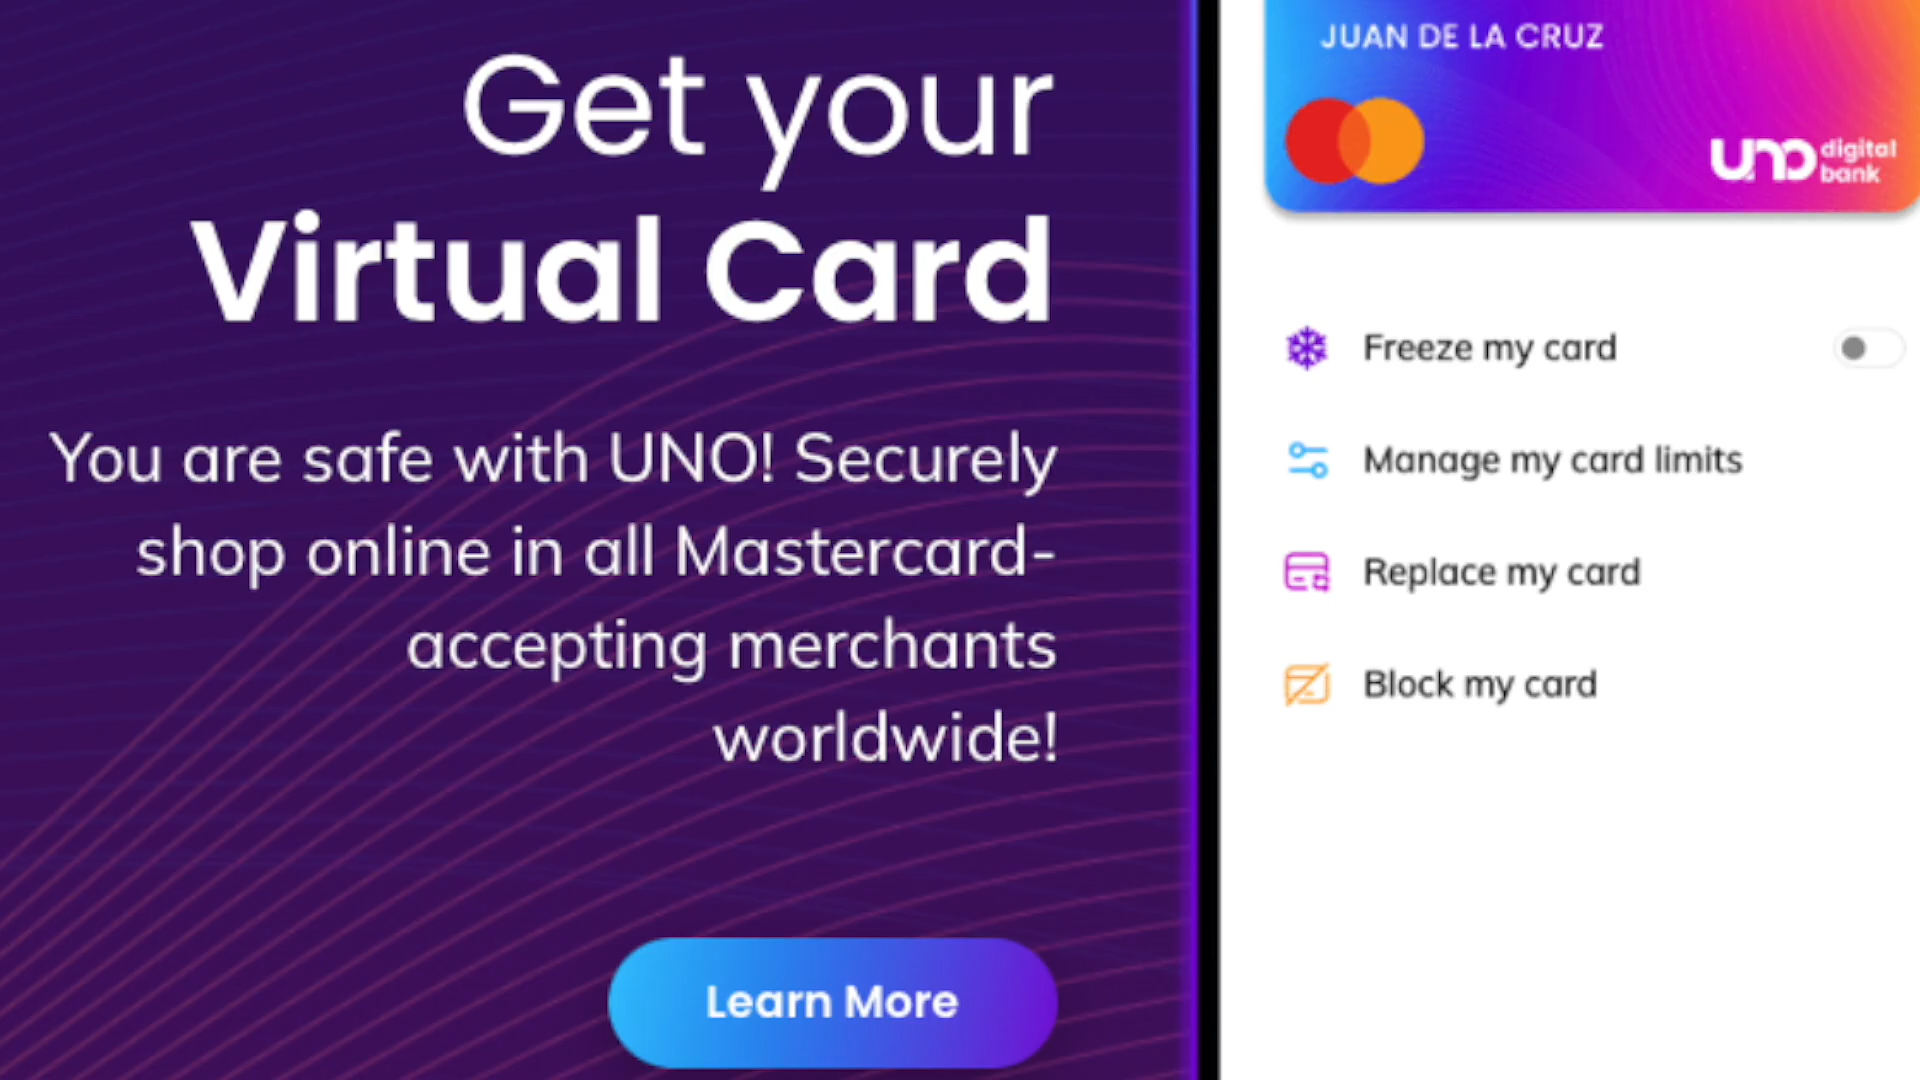 Get your
Virtual Card
You are safe with UNO! Securely
shop online in all Mastercard-
accepting merchants
worldwide!
Learn More
JUAN DE LA CRUZ
uno digital
bank
Freeze my card
Manage my card limits
Replace my card
Block my card